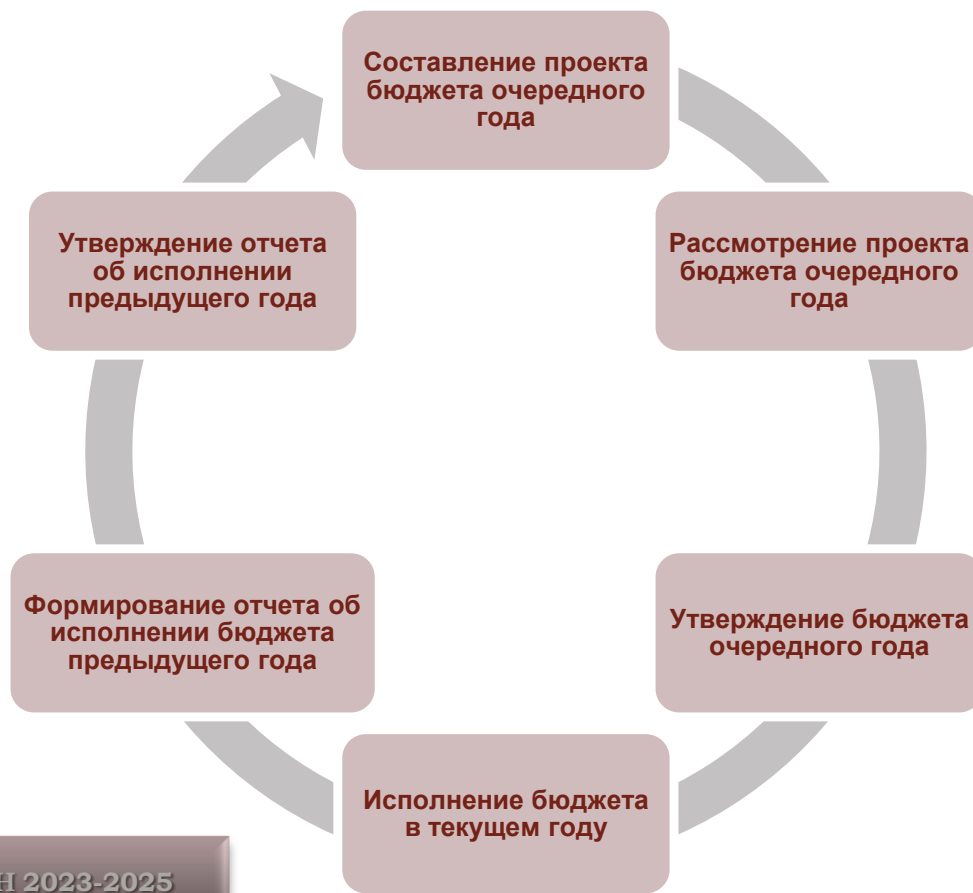 Составление проекта
бюджета очередного
года
Рассмотрение проекта
бюджета очередного
года
Утверждение бюджета
очередного года
Исполнение бюджета
в текущем году
Формирование отчета об
исполнении бюджета
предыдущего года
Утверждение отчета
об исполнении
предыдущего года
Н 2023-2025